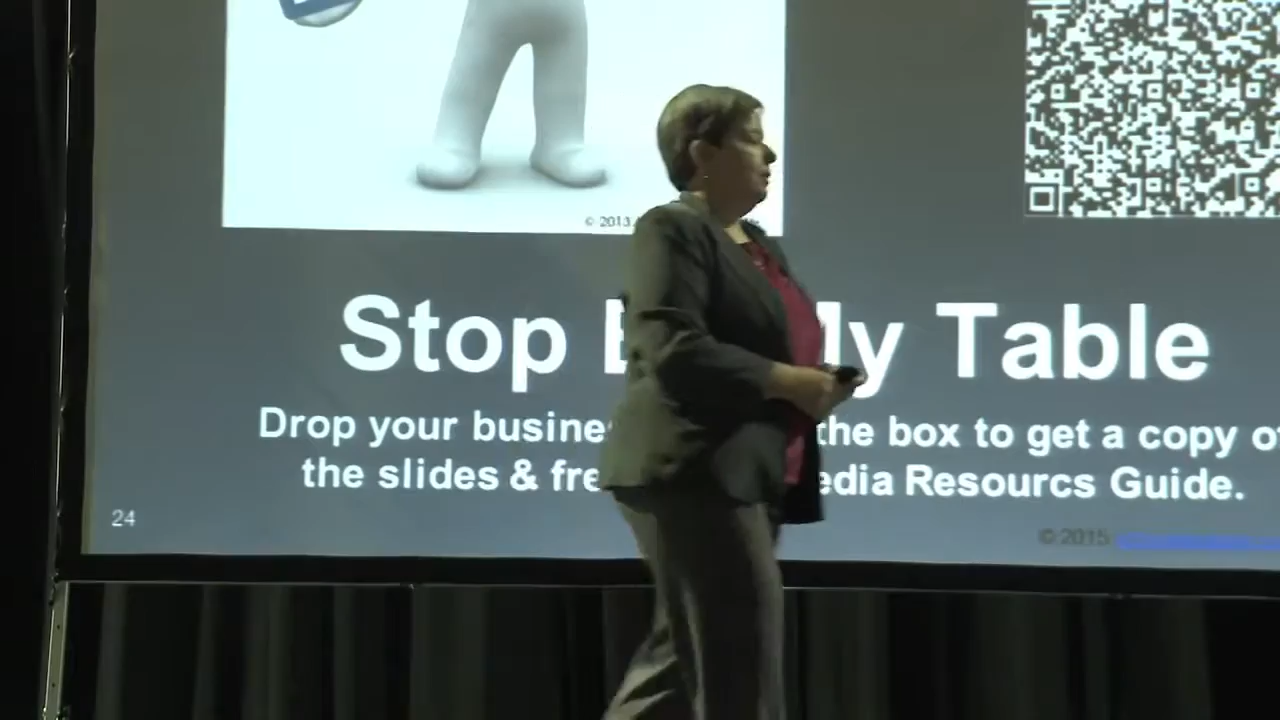 © 2013
Stop ly Table
Drop your busine the box to get a copy of
the slides & fre edia Resourcs Guide.
24
© 2015